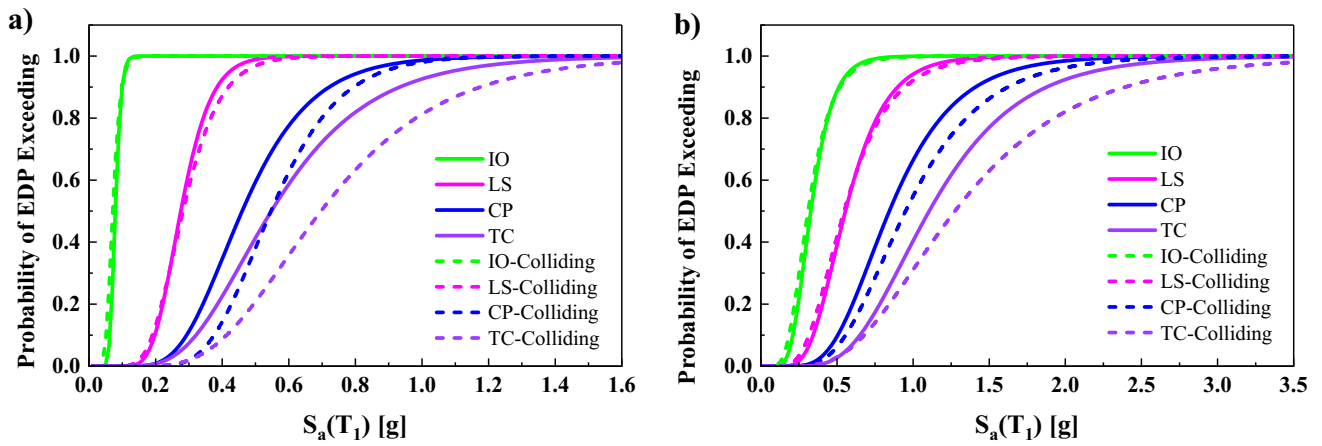 a)
Probability of EDP Exceeding
1.0
0.8
0.6
0.4
0.2
0.0
IO
LS
CP
TC
IO-Colliding
LS-Colliding
CP-Colliding
TC-Colliding
0.0 0.2 0.4 0.6 0.8 1.0 1.2 1.4 1.6
Sa(T1) [g]
b)
Probability of EDP Exceeding
1.0
0.8
0.6
0.4
0.2
0.0
IO
LS
CP
TC
IO-Colliding
LS-Colliding
CP-Colliding
TC-Colliding
0.0 0.5 1.0 1.5 2.0 2.5 3.0 3.5
Sa(T1) [g]